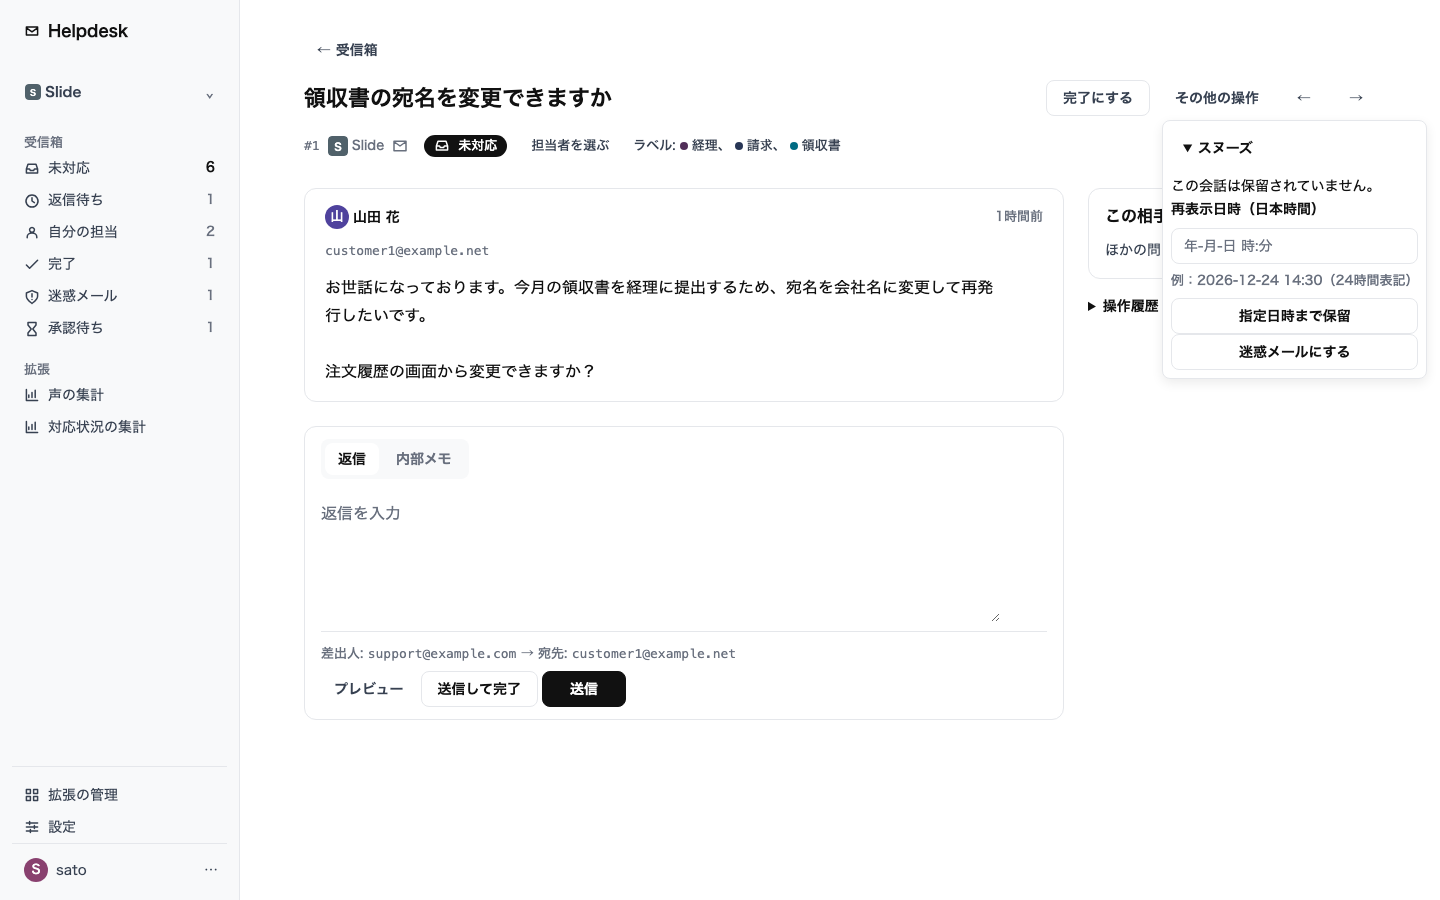 Helpdesk
S Slide
受信箱
未対応 6
返信待ち 1
自分の担当 2
完了 1
迷惑メール 1
承認待ち 1
拡張
声の集計
対応状況の集計
拡張の管理
設定
S sato ...
← 受信箱
領収書の宛名を変更できますか
完了にする その他の操作 ← →
#1 S Slide 未対応 担当者を選ぶ ラベル: 経理、 請求、 領収書
山 山田 花 1時間前
customer1@example.net
お世話になっております。今月の領収書を経理に提出するため、宛名を会社名に変更して再発
行したいです。
注文履歴の画面から変更できますか？
返信 内部メモ
返信を入力
差出人: support@example.com → 宛先: customer1@example.net
プレビュー 送信して完了 送信
この相手
ほかの問
▶ 操作履歴
▼ スヌーズ
この会話は保留されていません。
再表示日時（日本時間）
年-月-日 時:分
例：2026-12-24 14:30（24時間表記）
指定日時まで保留
迷惑メールにする